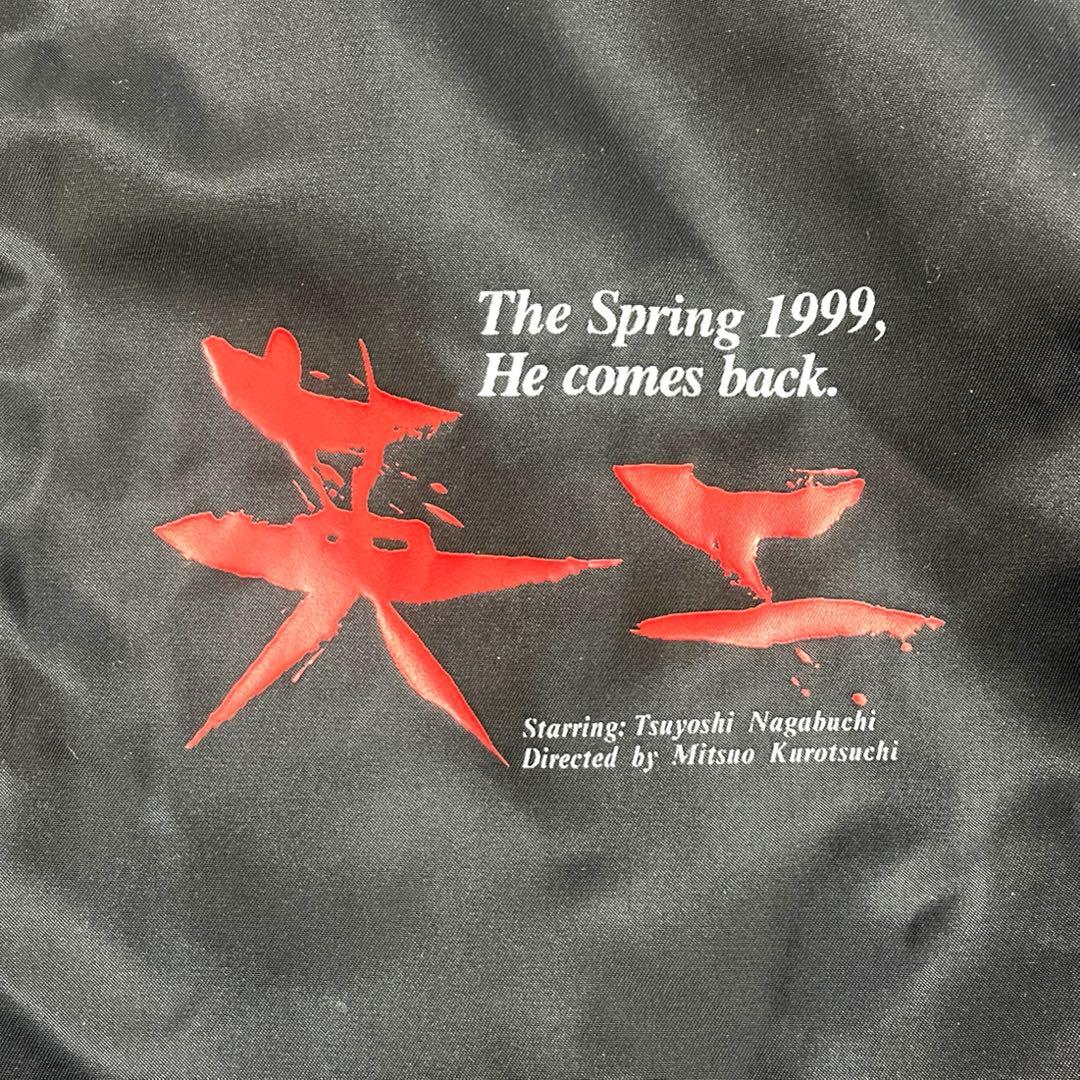 The Spring 1999,
He comes back.
英二
Starring: Tsuyoshi Nagabuchi
Directed by Mitsuo Kurotsuchi